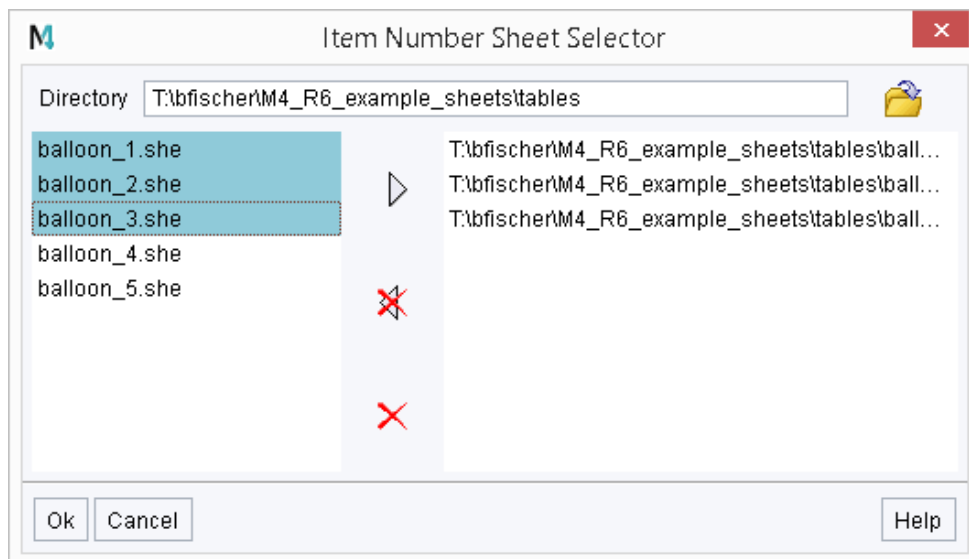 M4
Item Number Sheet Selector
Directory T:\bfischer\M4_R6_example_sheets\tables
balloon_1.she
balloon_2.she
balloon_3.she
balloon_4.she
balloon_5.she
T:\bfischer\M4_R6_example_sheets\tables\ball...
T:\bfischer\M4_R6_example_sheets\tables\ball...
T:\bfischer\M4_R6_example_sheets\tables\ball...
Ok Cancel Help